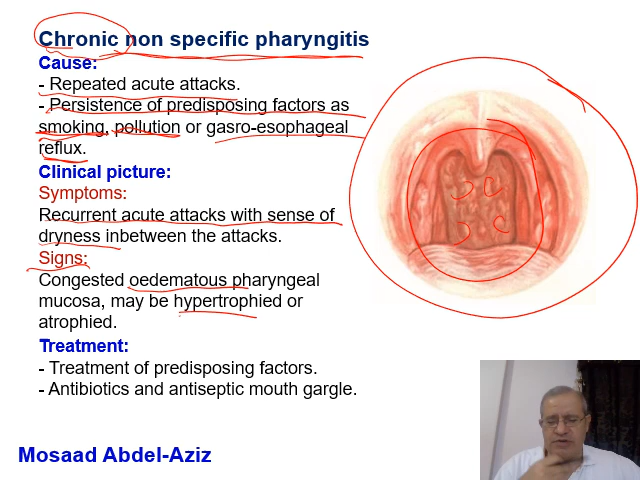 Chronic non specific pharyngitis
Cause:
- Repeated acute attacks.
- Persistence of predisposing factors as
smoking, pollution or gasro-esophageal
reflux.
Clinical picture:
Symptoms:
Recurrent acute attacks with sense of
dryness inbetween the attacks.
Signs:
Congested oedematous pharyngeal
mucosa, may be hypertrophied or
atrophied.
Treatment:
- Treatment of predisposing factors.
- Antibiotics and antiseptic mouth gargle.
Mosaad Abdel-Aziz